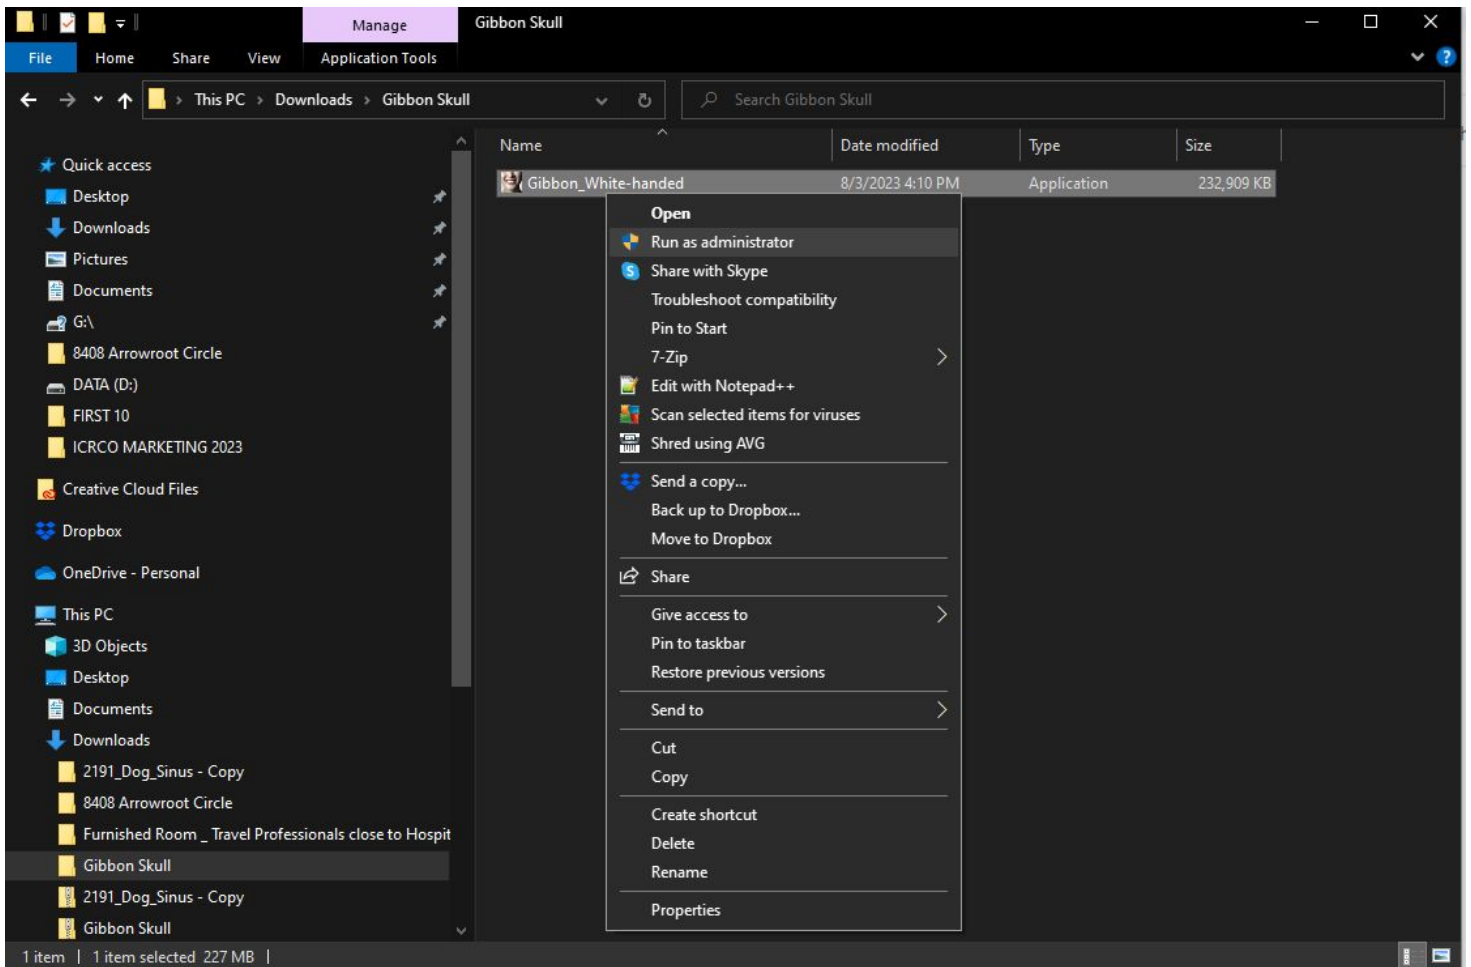 Manage
Gibbon Skull
File
Home
Share
View
Application Tools
This PC > Downloads > Gibbon Skull
Search Gibbon Skull
Name
Date modified
Type
Size
Gibbon_White-handed
8/3/2023 4:10 PM
Application
232,909 KB
Quick access
Desktop
Downloads
Pictures
Documents
G:\
8408 Arrowroot Circle
DATA (D:)
FIRST 10
ICRCO MARKETING 2023
Creative Cloud Files
Dropbox
OneDrive - Personal
This PC
3D Objects
Desktop
Documents
Downloads
2191_Dog_Sinus - Copy
8408 Arrowroot Circle
Furnished Room _ Travel Professionals close to Hospit
Gibbon Skull
2191_Dog_Sinus - Copy
Gibbon Skull
Open
Run as administrator
Share with Skype
Troubleshoot compatibility
Pin to Start
7-Zip
Edit with Notepad++
Scan selected items for viruses
Shred using AVG
Send a copy...
Back up to Dropbox...
Move to Dropbox
Share
Give access to
Pin to taskbar
Restore previous versions
Send to
Cut
Copy
Create shortcut
Delete
Rename
Properties
1 item | 1 item selected 227 MB |